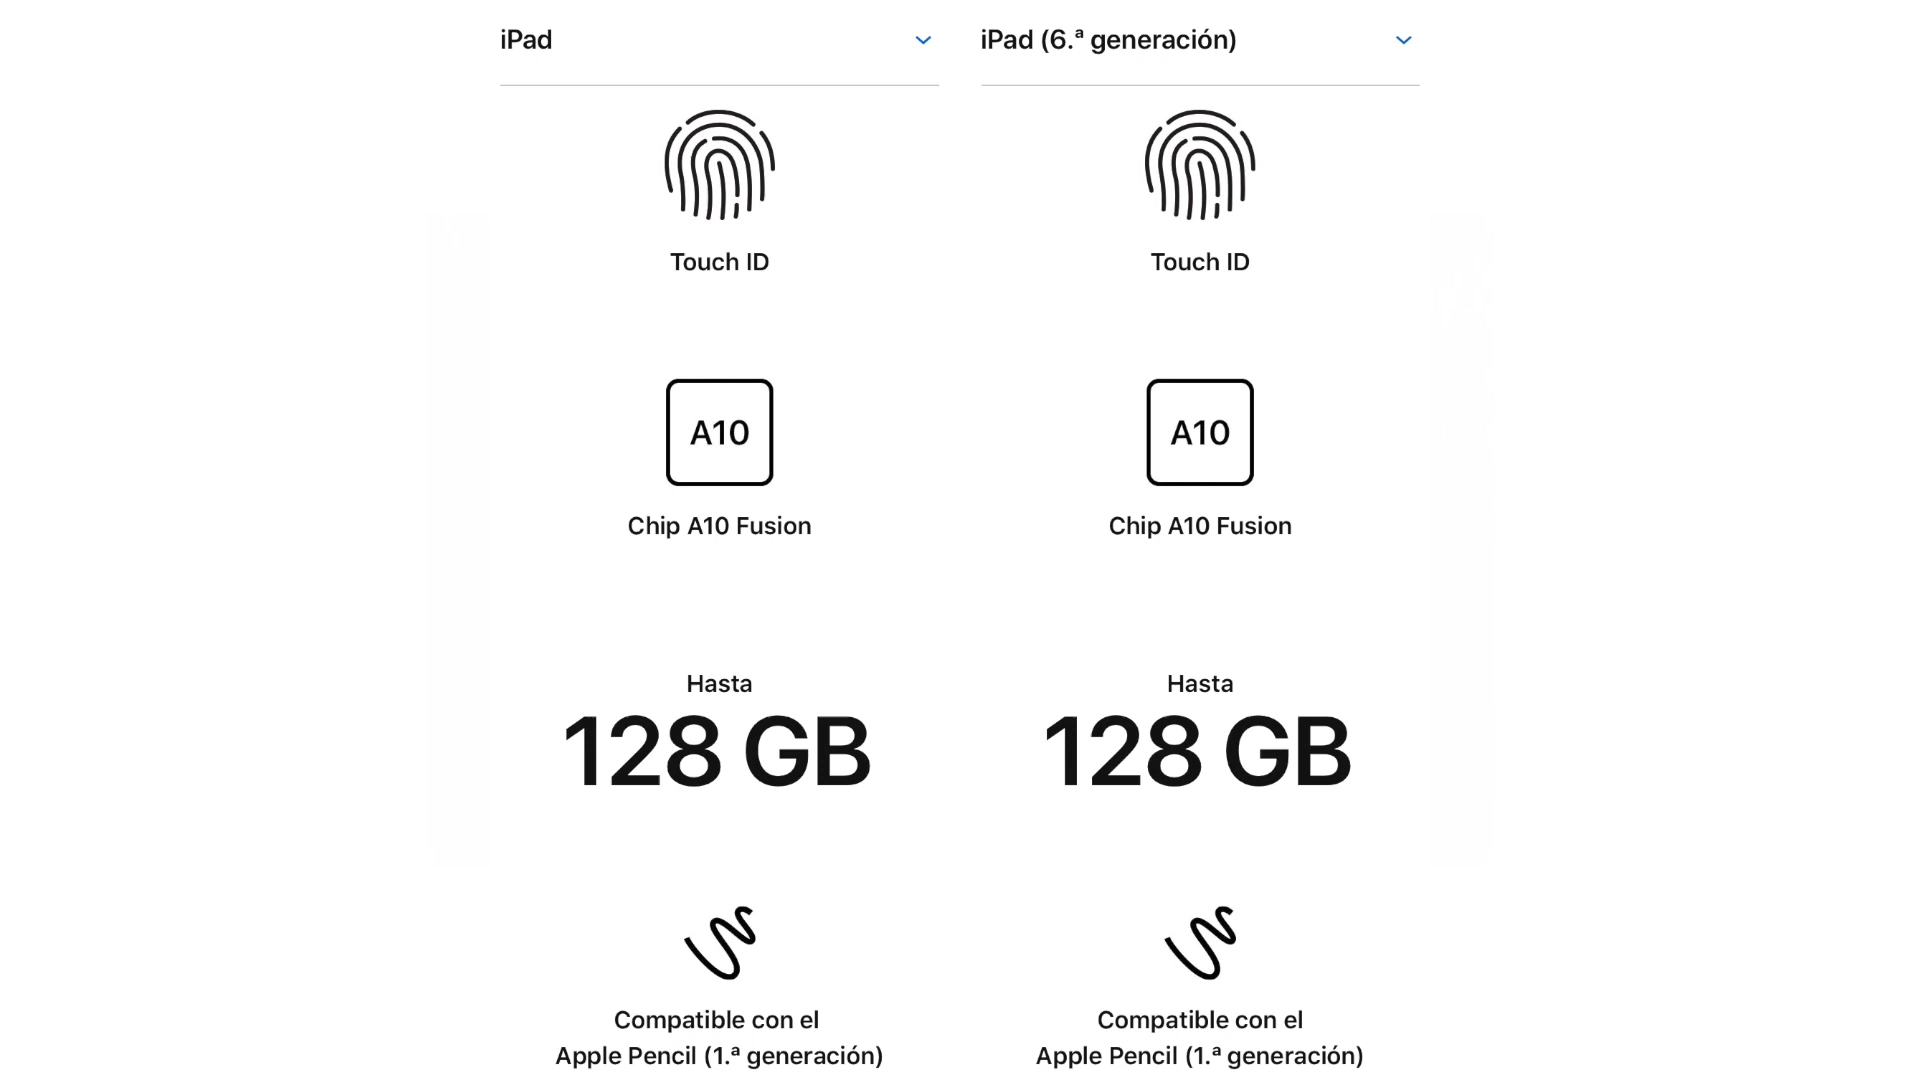 iPad
iPad (6.ª generación)
Touch ID
Touch ID
A10
A10
Chip A10 Fusion
Chip A10 Fusion
Hasta
Hasta
128 GB
128 GB
Compatible con el
Apple Pencil (1.ª generación)
Compatible con el
Apple Pencil (1.ª generación)